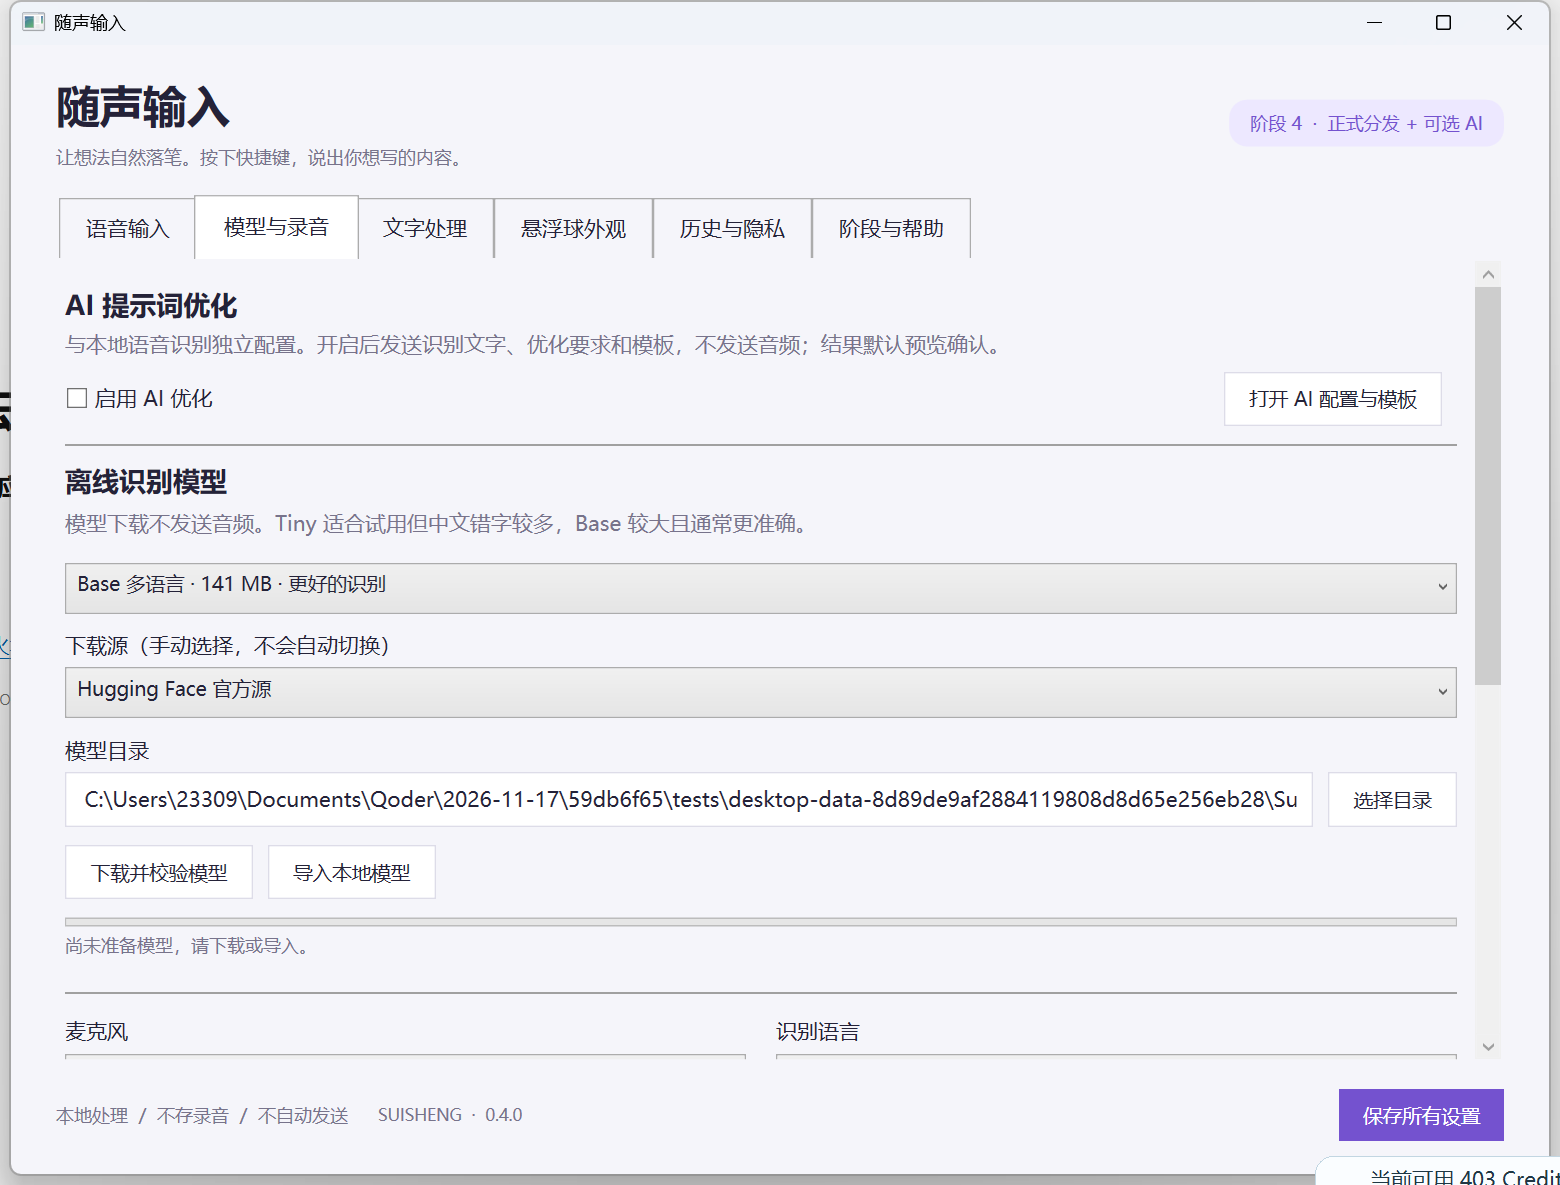 随声输入
随声输入
阶段 4 · 正式分发 + 可选 AI
让想法自然落笔。按下快捷键，说出你想写的内容。
语音输入 模型与录音 文字处理 悬浮球外观 历史与隐私 阶段与帮助
AI 提示词优化
与本地语音识别独立配置。开启后发送识别文字、优化要求和模板，不发送音频；结果默认预览确认。
启用 AI 优化 打开 AI 配置与模板
离线识别模型
模型下载不发送音频。Tiny 适合试用但中文错字较多，Base 较大且通常更准确。
Base 多语言 · 141 MB · 更好的识别
下载源（手动选择，不会自动切换）
Hugging Face 官方源
模型目录
C:\Users\23309\Documents\Qoder\2026-11-17\59db6f65\tests\desktop-data-8d89de9af2884119808d8d65e256eb28\Su 选择目录
下载并校验模型 导入本地模型
尚未准备模型，请下载或导入。
麦克风 识别语言
本地处理 / 不存录音 / 不自动发送 SUISHENG · 0.4.0 保存所有设置
当前可用 403 Credit